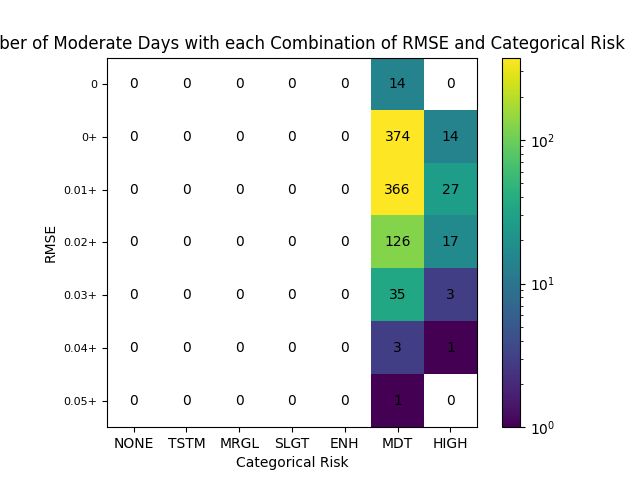 ber of Moderate Days with each Combination of RMSE and Categorical Risk
0 0 0 0 0 0 14 0
0+ 0 0 0 0 0 374 14
0.01+ 0 0 0 0 0 366 27
RMSE
0.02+ 0 0 0 0 0 126 17
0.03+ 0 0 0 0 0 35 3
0.04+ 0 0 0 0 0 3 1
0.05+ 0 0 0 0 0 1 0
NONE TSTM MRGL SLGT ENH MDT HIGH
Categorical Risk
10²
10¹
10⁰